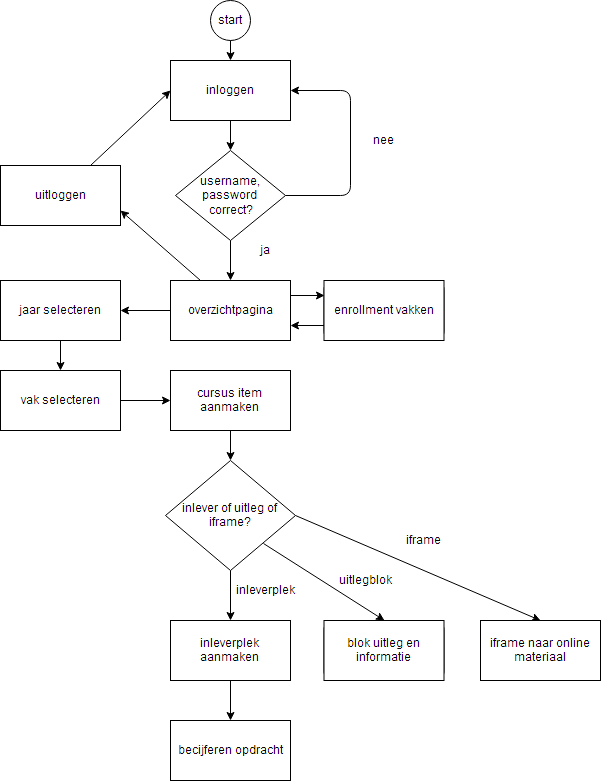 start
inloggen
nee
username,
password
correct?
uitloggen
ja
jaar selecteren
overzichtpagina
enrollment vakken
vak selecteren
cursus item
aanmaken
inlever of uitleg of
iframe?
iframe
uitlegblok
inleverplek
inleverplek
aanmaken
blok uitleg en
informatie
iframe naar online
materiaal
becijferen opdracht